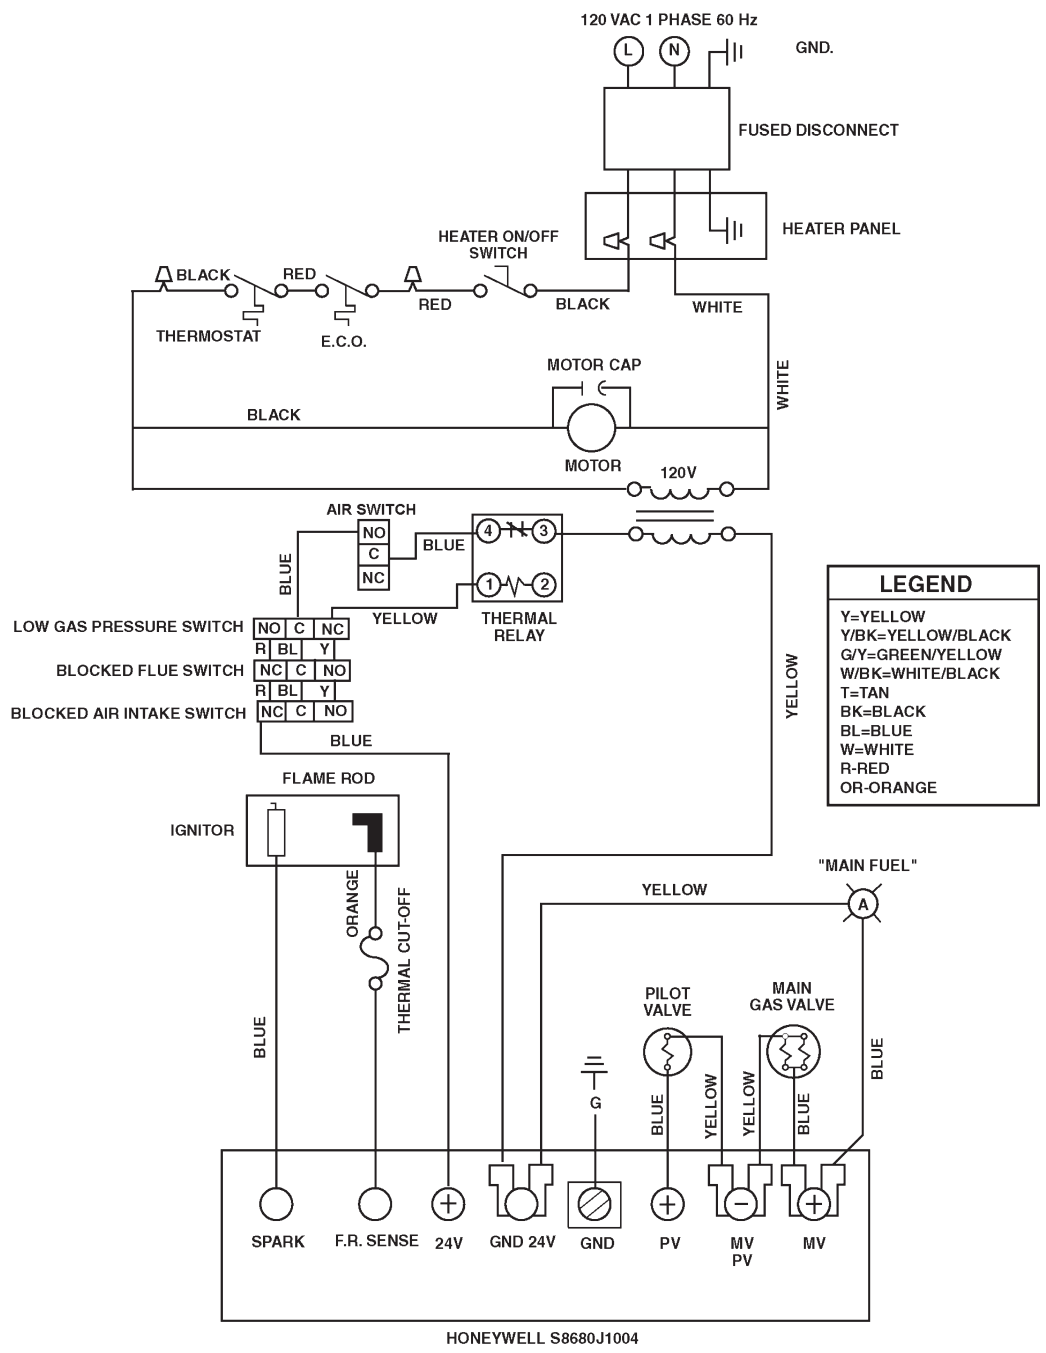 120 VAC 1 PHASE 60 Hz
L
N
GND.
FUSED DISCONNECT
HEATER PANEL
HEATER ON/OFF
SWITCH
BLACK
RED
RED
BLACK
WHITE
THERMOSTAT
E.C.O.
WHITE
MOTOR CAP
BLACK
MOTOR
120V
AIR SWITCH
NO
C
NC
BLUE
4
3
1
2
BLUE
YELLOW
THERMAL
RELAY
LOW GAS PRESSURE SWITCH
NO C NC
R BL Y
BLOCKED FLUE SWITCH
NC C NO
R BL Y
BLOCKED AIR INTAKE SWITCH
NC C NO
BLUE
YELLOW
LEGEND
Y=YELLOW
Y/BK=YELLOW/BLACK
G/Y=GREEN/YELLOW
W/BK=WHITE/BLACK
T=TAN
BK=BLACK
BL=BLUE
W=WHITE
R-RED
OR-ORANGE
FLAME ROD
IGNITOR
ORANGE
THERMAL CUT-OFF
BLUE
"MAIN FUEL"
YELLOW
A
PILOT
VALVE
MAIN
GAS VALVE
BLUE
G
BLUE
YELLOW
YELLOW
BLUE
+
−
+
+
SPARK
F.R. SENSE
24V
GND 24V
GND
PV
MV
PV
MV
HONEYWELL S8680J1004